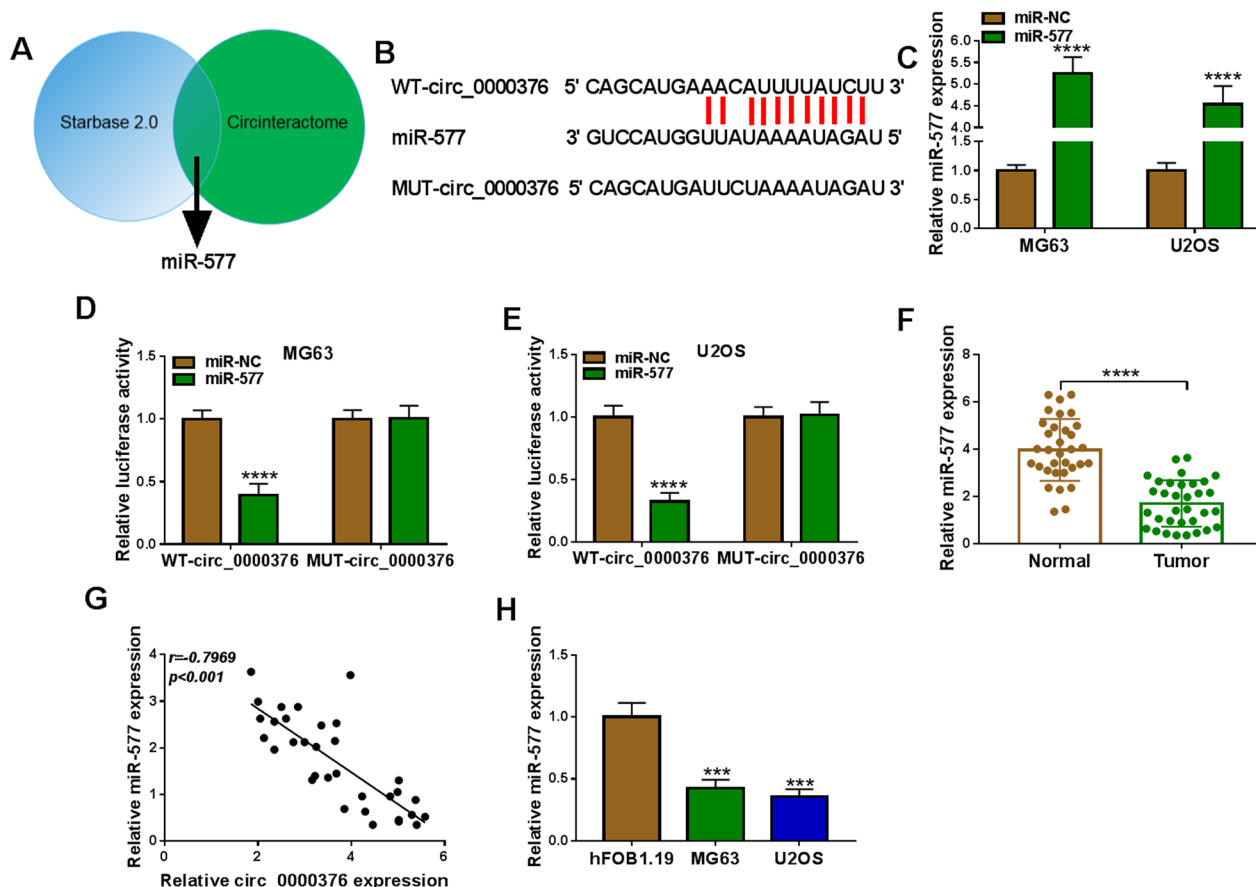 A
Starbase 2.0
Circinteractome
miR-577
B
WT-circ_0000376 5' CAGCAUGAAACAUUUUAUCUU 3'
miR-577 3' GUCCAUGGUUAUAAAAUAGAU 5'
MUT-circ_0000376 5' CAGCAUGAUUCUAAAAUAGAU 3'
C
miR-NC
miR-577
Relative miR-577 expression
6.0
5.5
5.0
4.5
4.0
1.5
1.0
0.5
0.0
****
****
MG63
U2OS
D
MG63
miR-NC
miR-577
Relative luciferase activity
1.5
1.0
0.5
0.0
****
WT-circ_0000376
MUT-circ_0000376
E
U2OS
miR-NC
miR-577
Relative luciferase activity
1.5
1.0
0.5
0.0
****
WT-circ_0000376
MUT-circ_0000376
F
Relative miR-577 expression
8
6
4
2
0
****
Normal
Tumor
G
r=-0.7969
p<0.001
Relative miR-577 expression
4
3
2
1
0
0
2
4
6
Relative circ_0000376 expression
H
Relative miR-577 expression
1.5
1.0
0.5
0.0
***
***
hFOB1.19
MG63
U2OS